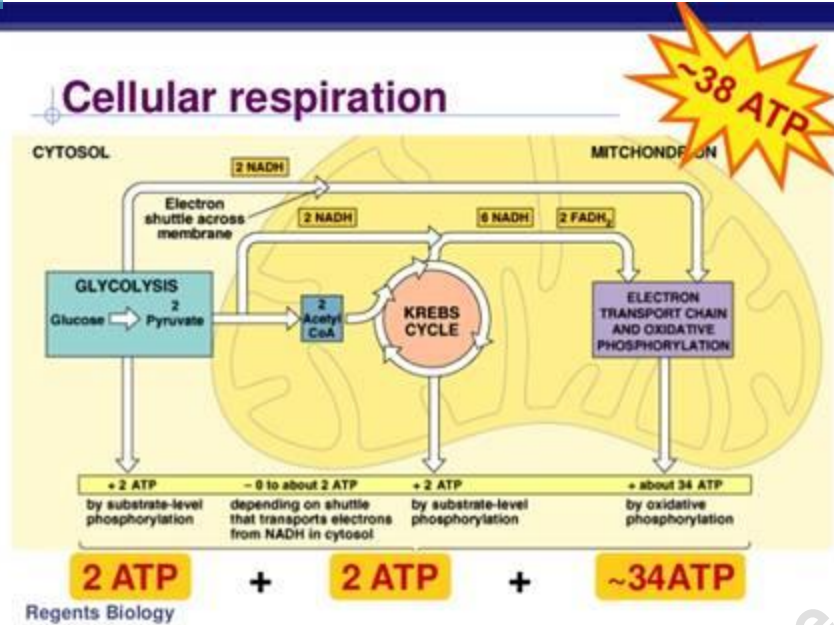 ~38 ATP
Cellular respiration
CYTOSOL
MITCHONDRION
2 NADH
Electron
shuttle across
membrane
2 NADH
6 NADH
2 FADH₂
GLYCOLYSIS
2
Glucose Pyruvate
2
Acetyl
CoA
KREBS
CYCLE
ELECTRON
TRANSPORT CHAIN
AND OXIDATIVE
PHOSPHORYLATION
+ 2 ATP
by substrate-level
phosphorylation
− 0 to about 2 ATP
depending on shuttle
that transports electrons
from NADH in cytosol
+ 2 ATP
by substrate-level
phosphorylation
+ about 34 ATP
by oxidative
phosphorylation
2 ATP + 2 ATP + ~34ATP
Regents Biology